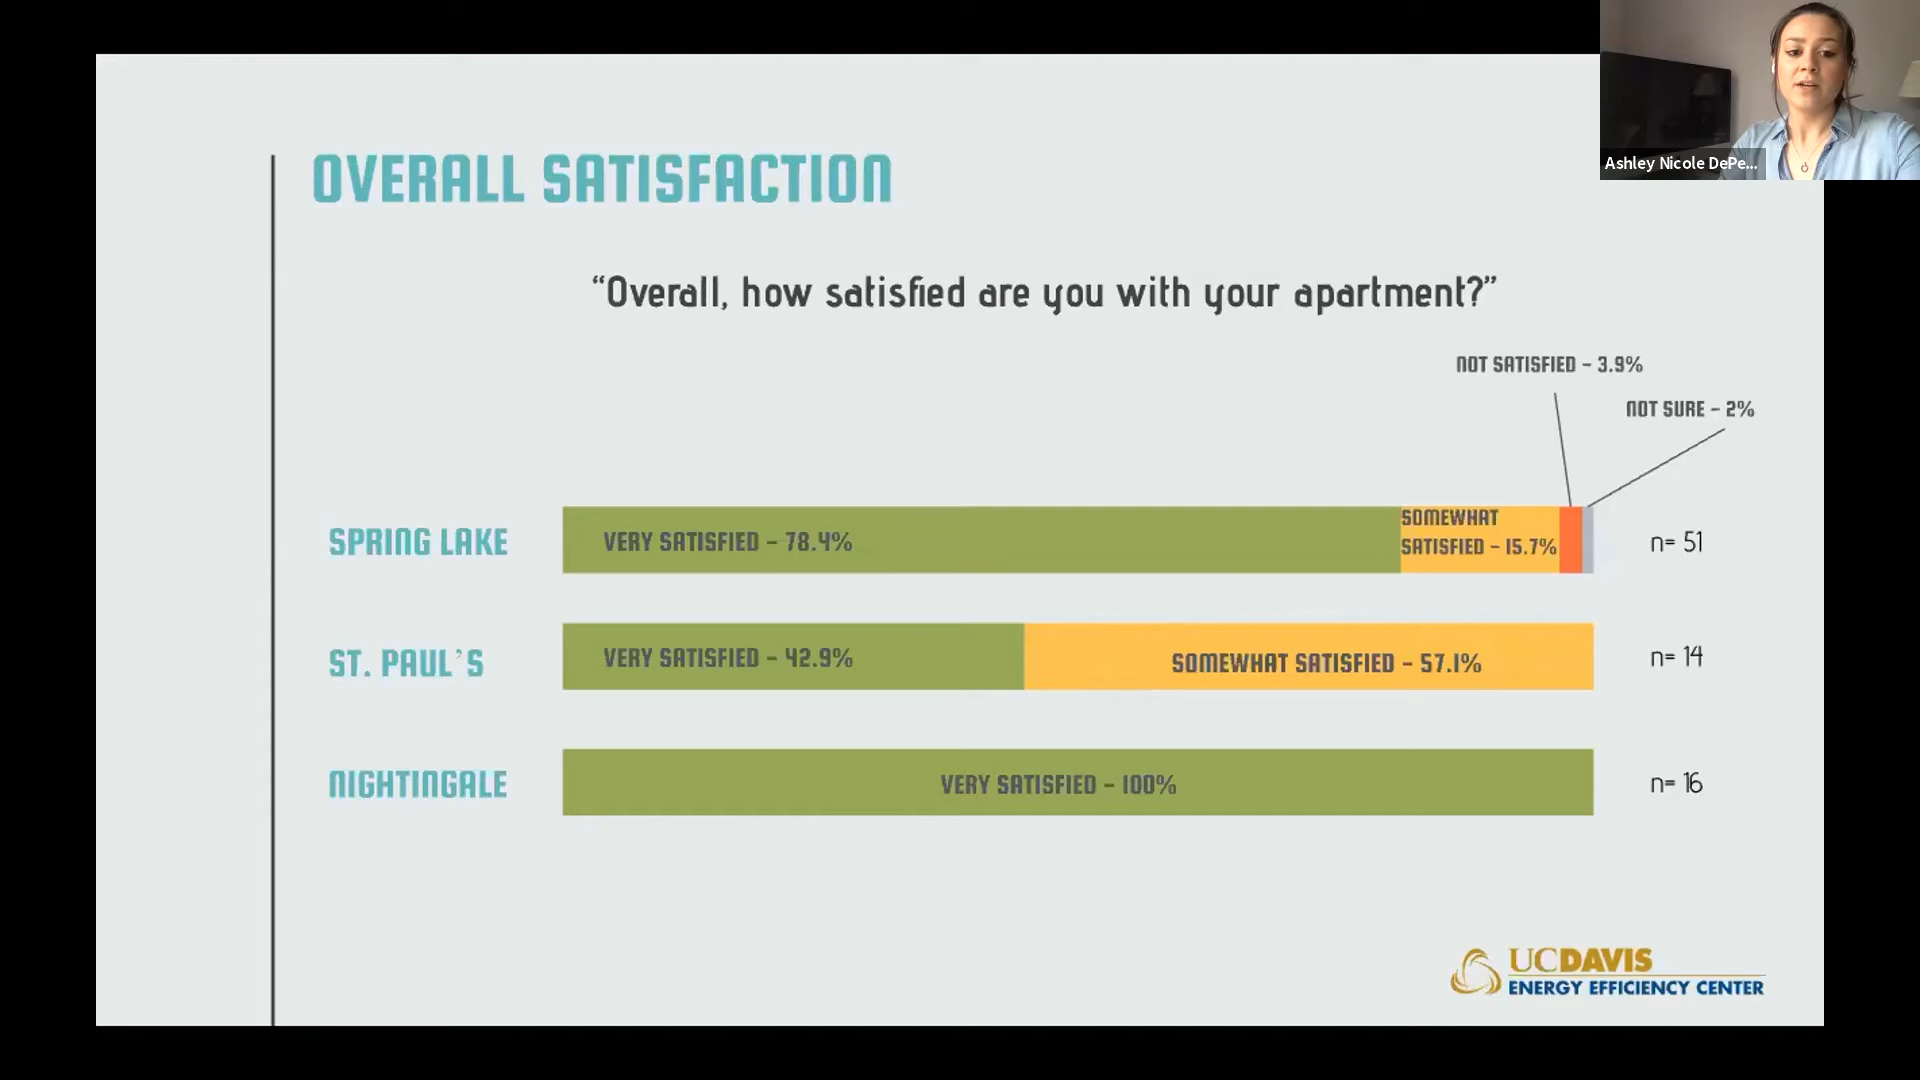 Ashley Nicole DePe...
OVERALL SATISFACTION
“Overall, how satisfied are you with your apartment?”
NOT SATISFIED - 3.9%
NOT SURE - 2%
SPRING LAKE
VERY SATISFIED - 78.4%
SOMEWHAT
SATISFIED - 15.7%
n= 51
ST. PAUL'S
VERY SATISFIED - 42.9%
SOMEWHAT SATISFIED - 57.1%
n= 14
NIGHTINGALE
VERY SATISFIED - 100%
n= 16
UCDAVIS
ENERGY EFFICIENCY CENTER